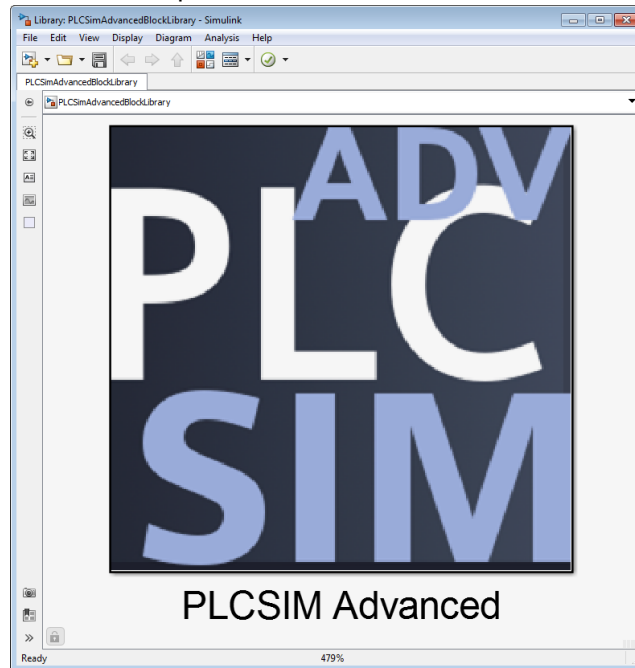 Library: PLCSimAdvancedBlockLibrary - Simulink
File Edit View Display Diagram Analysis Help
PLCSimAdvancedBlockLibrary
PLCSimAdvancedBlockLibrary
ADV
PLC
SIM
PLCSIM Advanced
Ready 479%